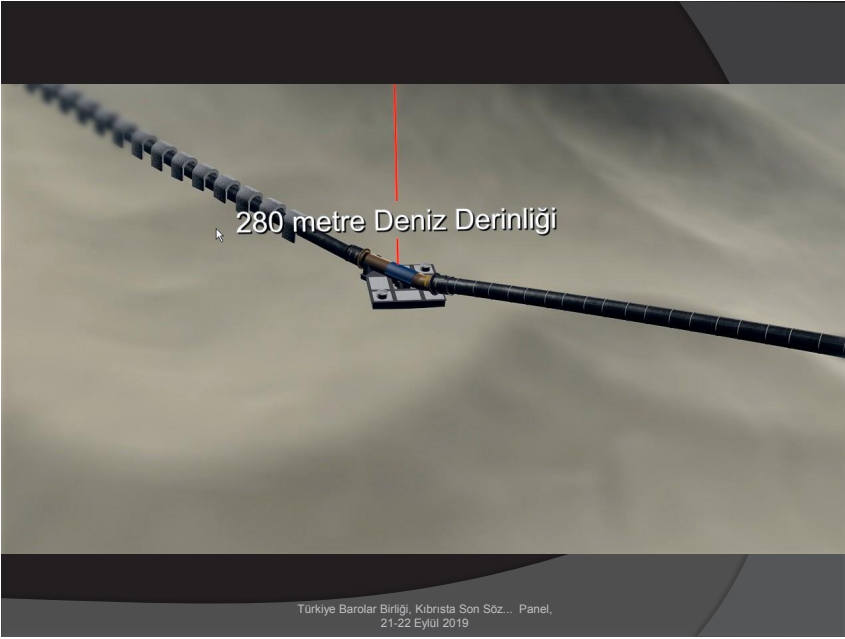 280 metre Deniz Derinliği
Türkiye Barolar Birliği, Kıbrısta Son Söz... Panel,
21-22 Eylül 2019